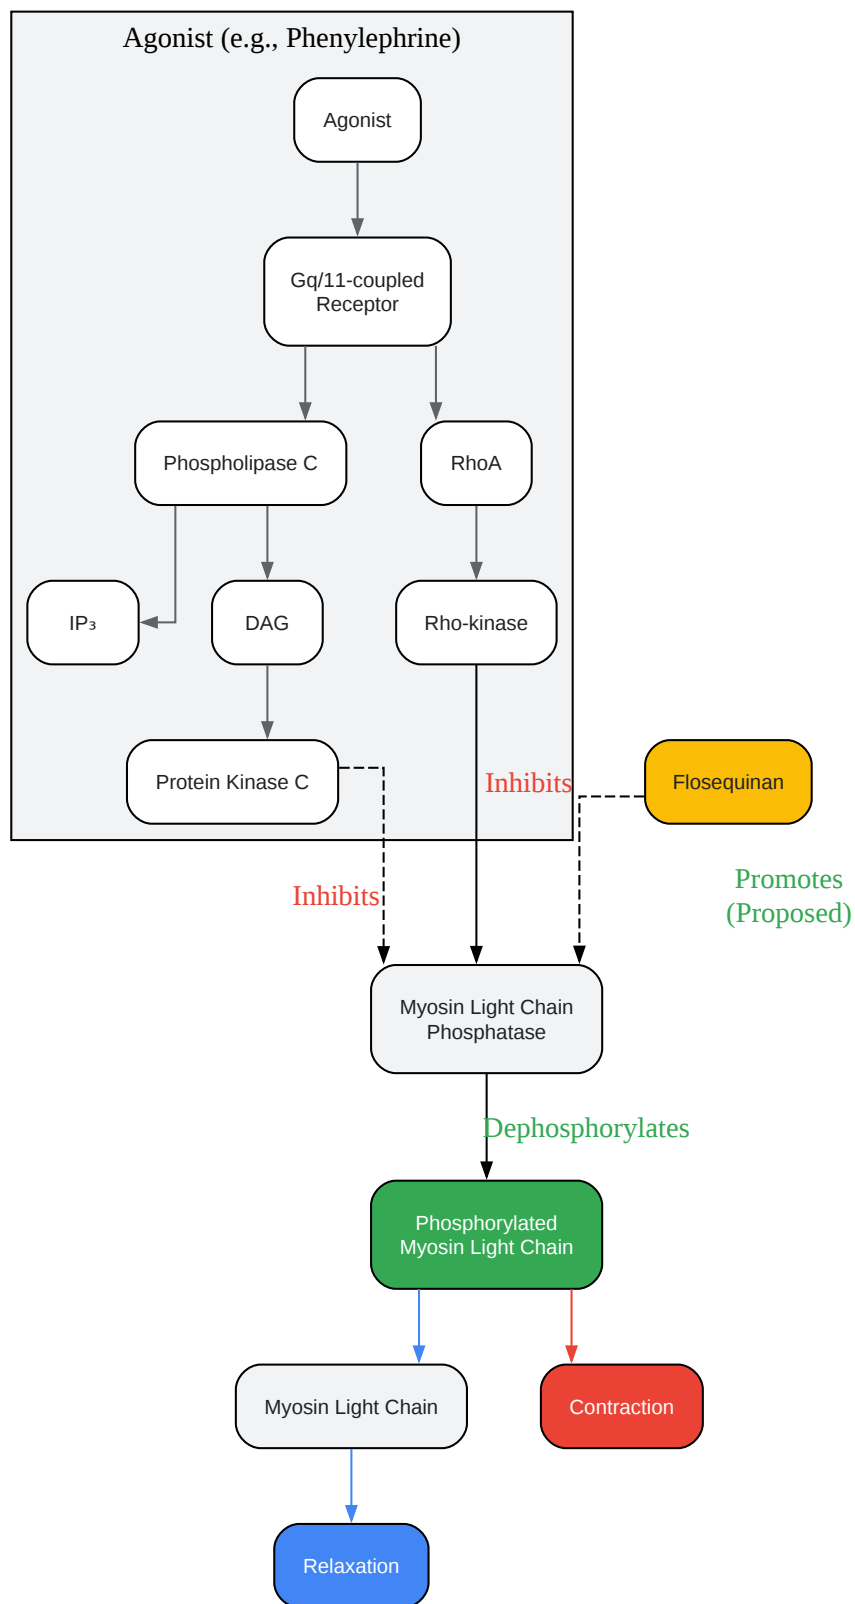 Agonist (e.g., Phenylephrine)
Agonist
Gq/11-coupled
Receptor
Phospholipase C
RhoA
IP₃
DAG
Rho-kinase
Protein Kinase C
Inhibits
Flosequinan
Inhibits
Promotes
(Proposed)
Myosin Light Chain
Phosphatase
Dephosphorylates
Phosphorylated
Myosin Light Chain
Myosin Light Chain
Contraction
Relaxation